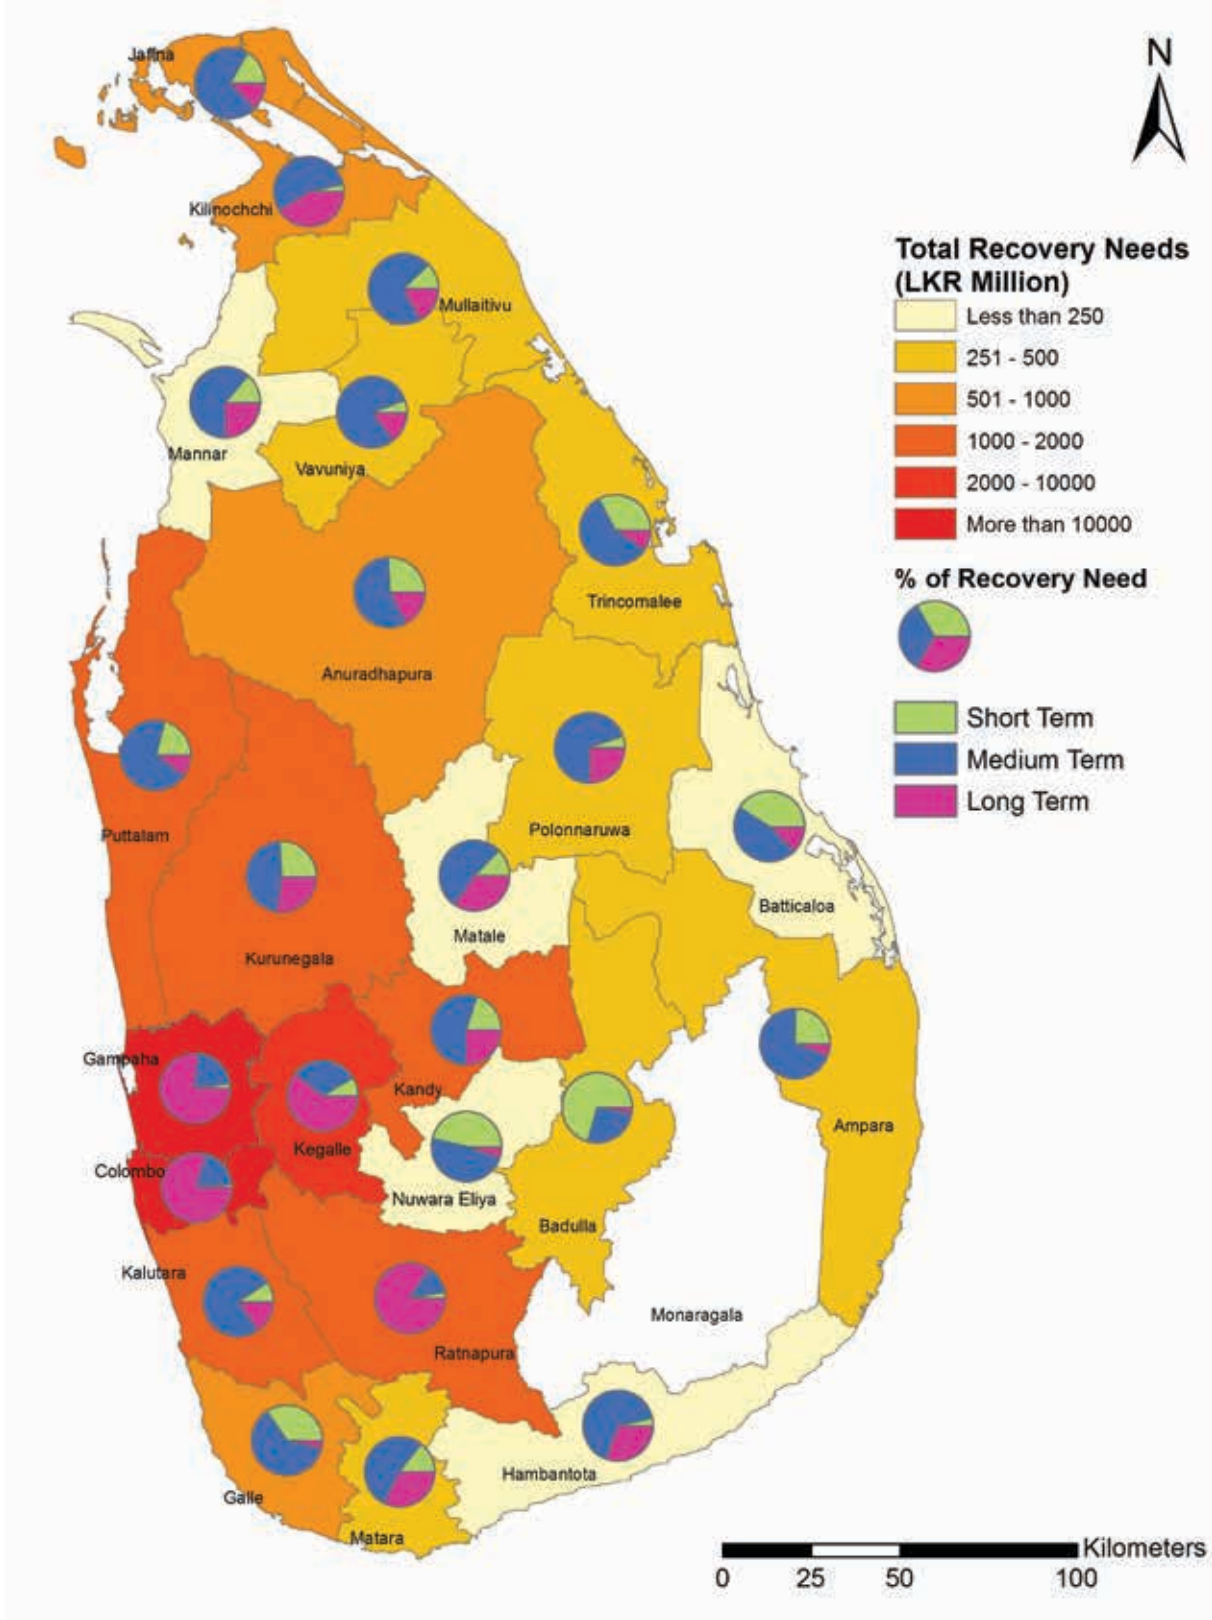 Jaffna
N
Kilinochchi
Total Recovery Needs
(LKR Million)
Less than 250
251 - 500
501 - 1000
1000 - 2000
2000 - 10000
More than 10000
Mullaitivu
Mannar
Vavuniya
% of Recovery Need
Short Term
Medium Term
Long Term
Trincomalee
Anuradhapura
Puttalam
Polonnaruwa
Batticaloa
Matale
Kurunegala
Gampaha
Kandy
Kegalle
Ampara
Colombo
Nuwara Eliya
Badulla
Kalutara
Monaragala
Ratnapura
Hambantota
Galle
Matara
Kilometers
0 25 50 100